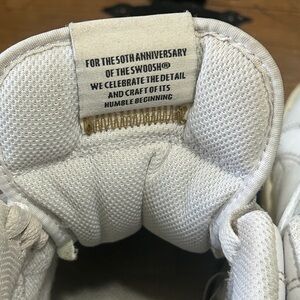 FOR THE 50TH ANNIVERSARY
OF THE SWOOSH®
WE CELEBRATE THE DETAIL
AND CRAFT OF ITS
HUMBLE BEGINNING